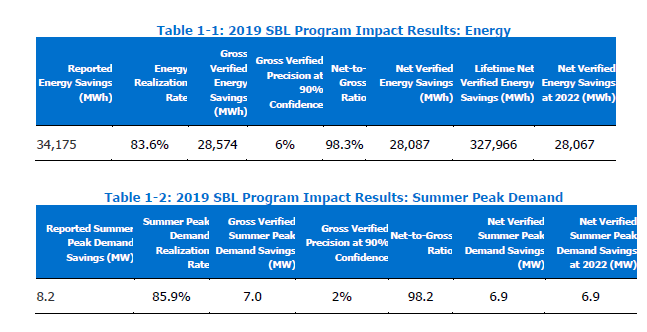 Table 1-1: 2019 SBL Program Impact Results: Energy
Reported Energy Savings (MWh) Energy Realization Rate Gross Verified Energy Savings (MWh) Gross Verified Precision at 90% Confidence Net-to-Gross Ratio Net Verified Energy Savings (MWh) Lifetime Net Verified Energy Savings (MWh) Net Verified Energy Savings at 2022 (MWh)
34,175 83.6% 28,574 6% 98.3% 28,087 327,966 28,067
Table 1-2: 2019 SBL Program Impact Results: Summer Peak Demand
Reported Summer Peak Demand Savings (MW) Summer Peak Demand Realization Rate Gross Verified Summer Peak Demand Savings (MW) Gross Verified Precision at 90% Confidence Net-to-Gross Ratio Net Verified Summer Peak Demand Savings (MW) Net Verified Summer Peak Demand Savings at 2022 (MW)
8.2 85.9% 7.0 2% 98.2 6.9 6.9